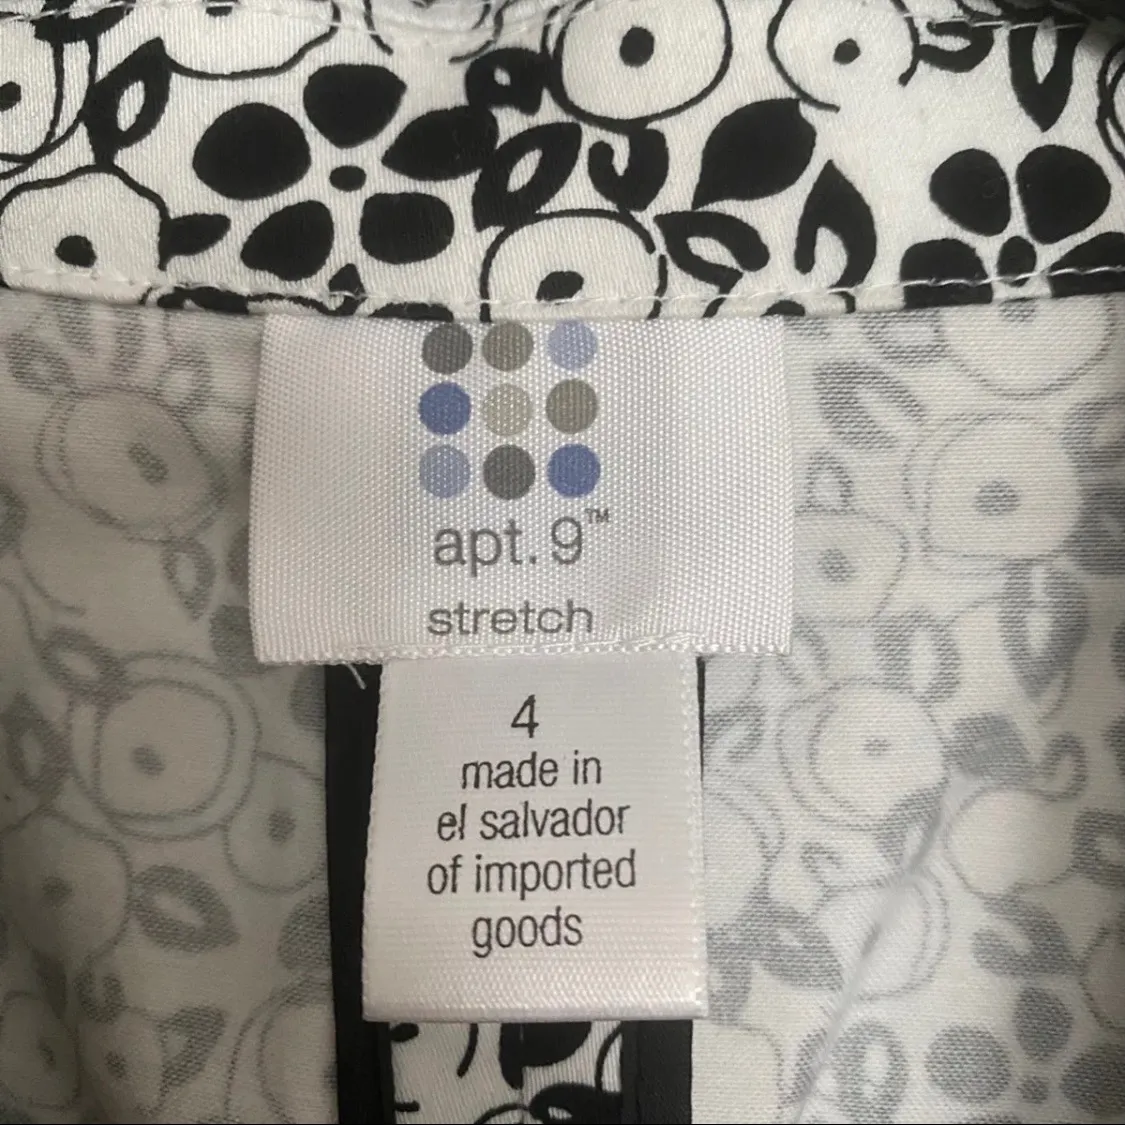 apt.9™
stretch
4
made in
el salvador
of imported
goods